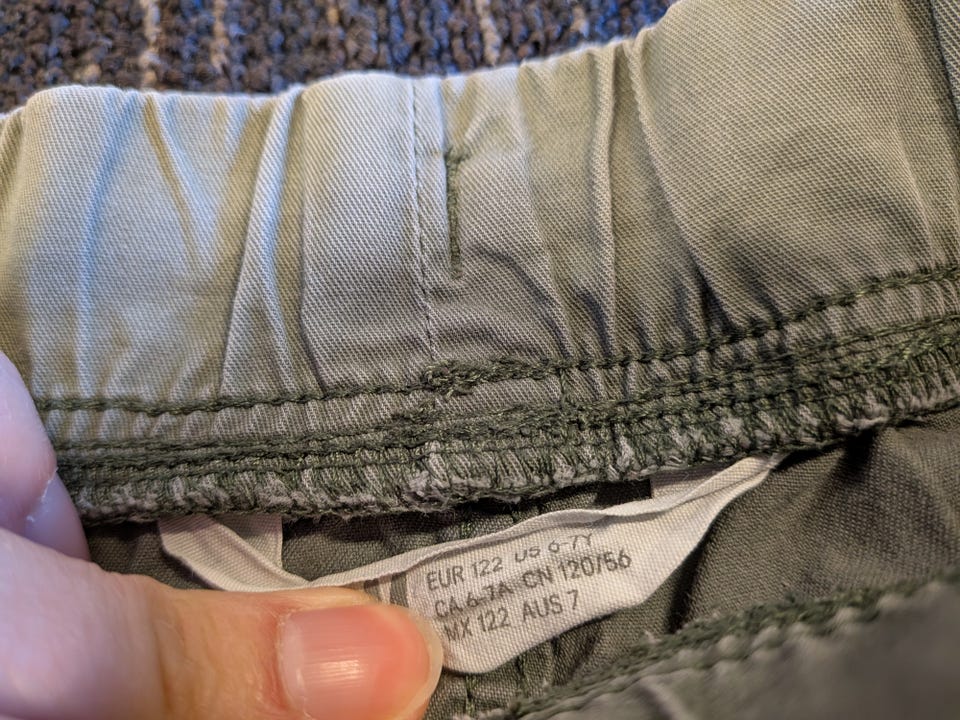 EUR 122 US 6-7Y
CA 6-7A CN 120/56
MX 122 AUS 7